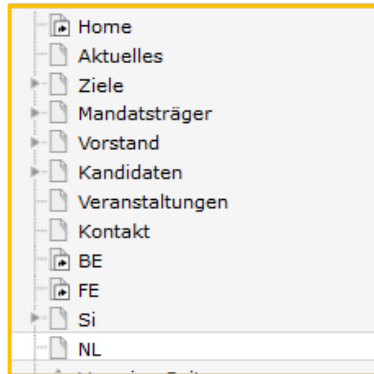 Home
Aktuelles
Ziele
Mandatsträger
Vorstand
Kandidaten
Veranstaltungen
Kontakt
BE
FE
Si
NL